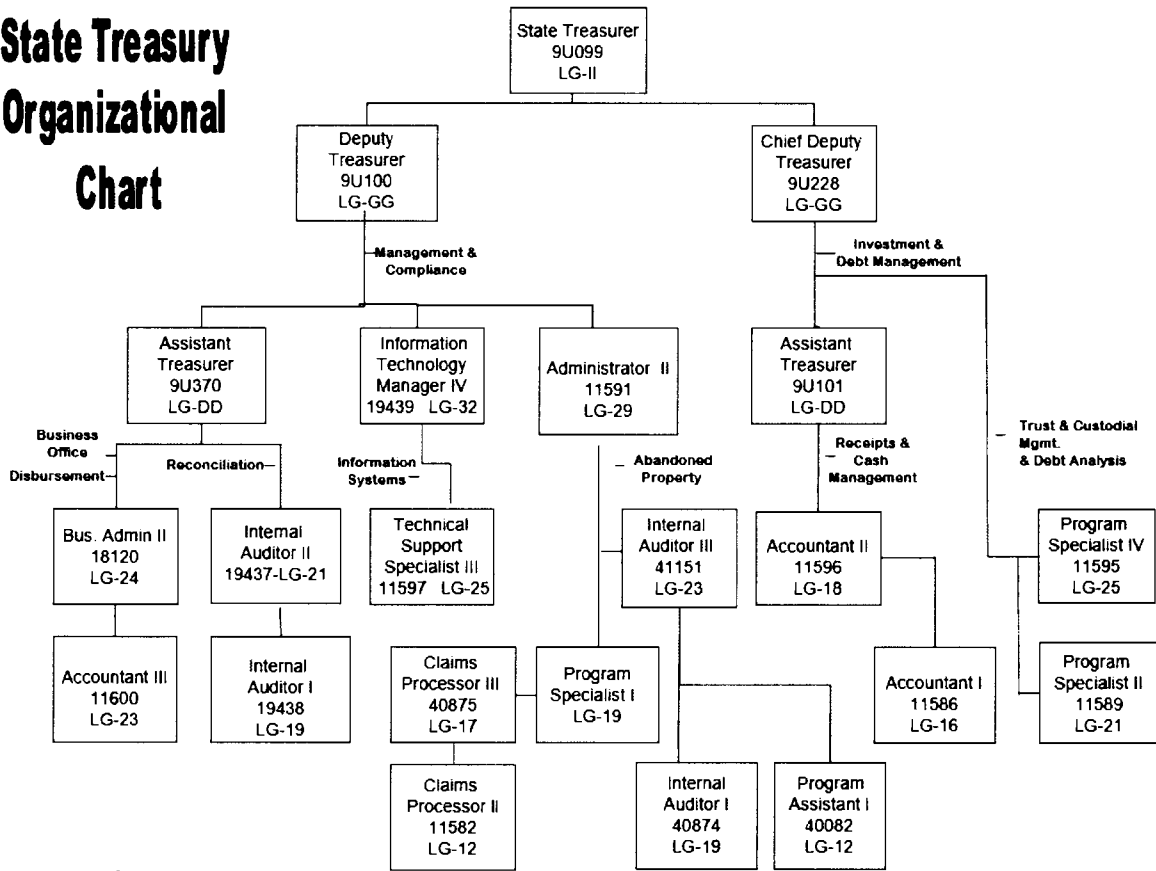 State Treasury
Organizational
Chart
State Treasurer
9U099
LG-II
Deputy
Treasurer
9U100
LG-GG
Chief Deputy
Treasurer
9U228
LG-GG
Management &
Compliance
Investment &
Debt Management
Assistant
Treasurer
9U370
LG-DD
Information
Technology
Manager IV
19439 LG-32
Administrator II
11591
LG-29
Assistant
Treasurer
9U101
LG-DD
Business
Office
Disbursement
Reconciliation
Information
Systems
Abandoned
Property
Receipts &
Cash
Management
Trust & Custodial
Mgmt.
& Debt Analysis
Bus. Admin II
18120
LG-24
Internal
Auditor II
19437-LG-21
Technical
Support
Specialist III
11597 LG-25
Internal
Auditor III
41151
LG-23
Accountant II
11596
LG-18
Program
Specialist IV
11595
LG-25
Accountant III
11600
LG-23
Internal
Auditor I
19438
LG-19
Claims
Processor III
40875
LG-17
Program
Specialist I
LG-19
Accountant I
11586
LG-16
Program
Specialist II
11589
LG-21
Claims
Processor II
11582
LG-12
Internal
Auditor I
40874
LG-19
Program
Assistant I
40082
LG-12